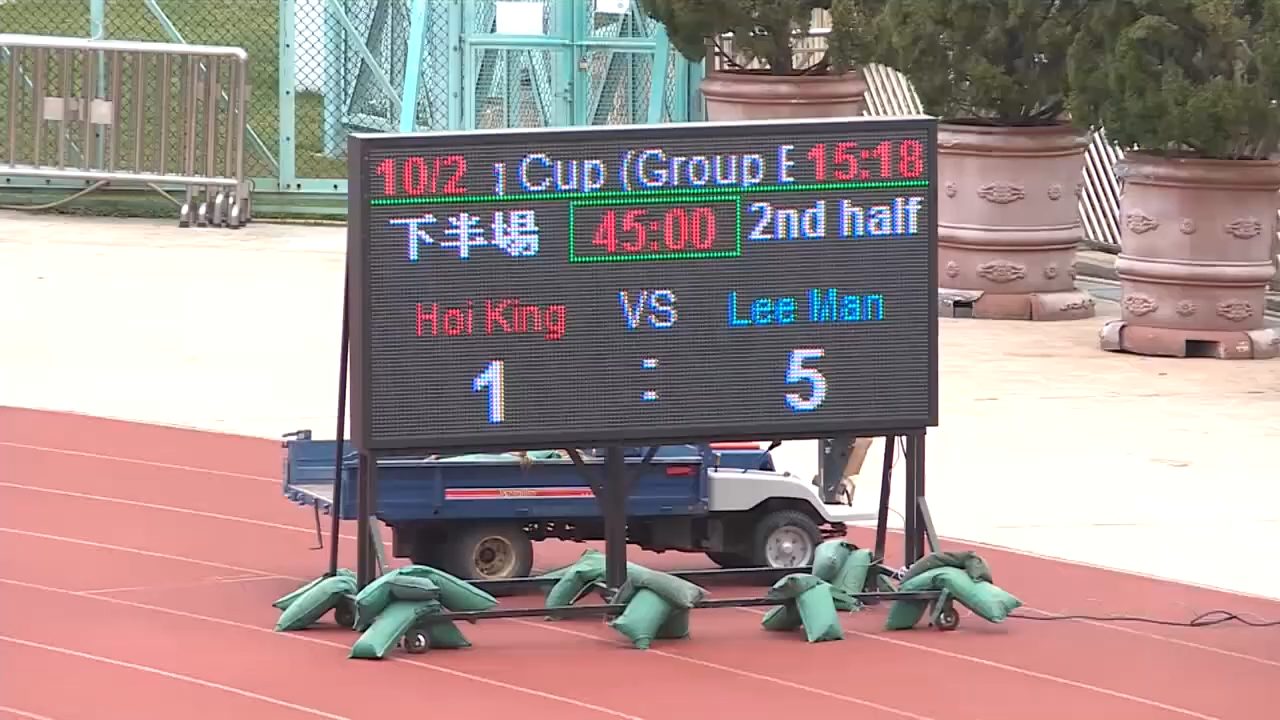 10/2 Cup (Group 15:18
下半場 45:00 2nd half
Hoi King VS Lee Man
1 : 5